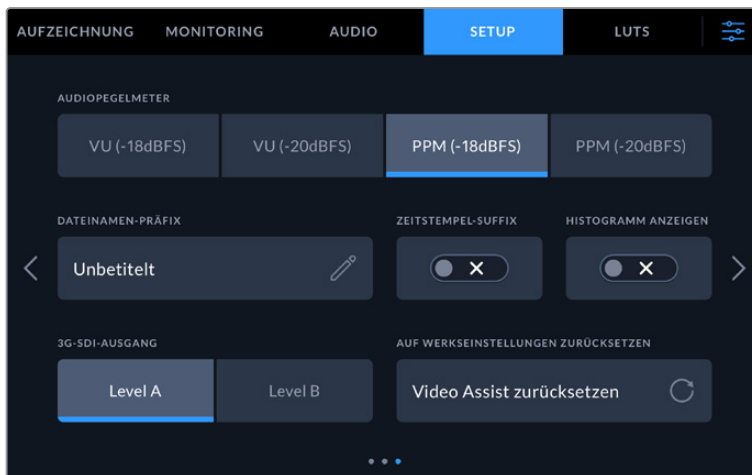 AUFZEICHNUNG MONITORING AUDIO SETUP LUTS
AUDIOPEGELMETER
VU (-18dBFS) VU (-20dBFS) PPM (-18dBFS) PPM (-20dBFS)
DATEINAMEN-PRÄFIX ZEITSTEMPEL-SUFFIX HISTOGRAMM ANZEIGEN
Unbetitelt
3G-SDI-AUSGANG AUF WERKSEINSTELLUNGEN ZURÜCKSETZEN
Level A Level B Video Assist zurücksetzen